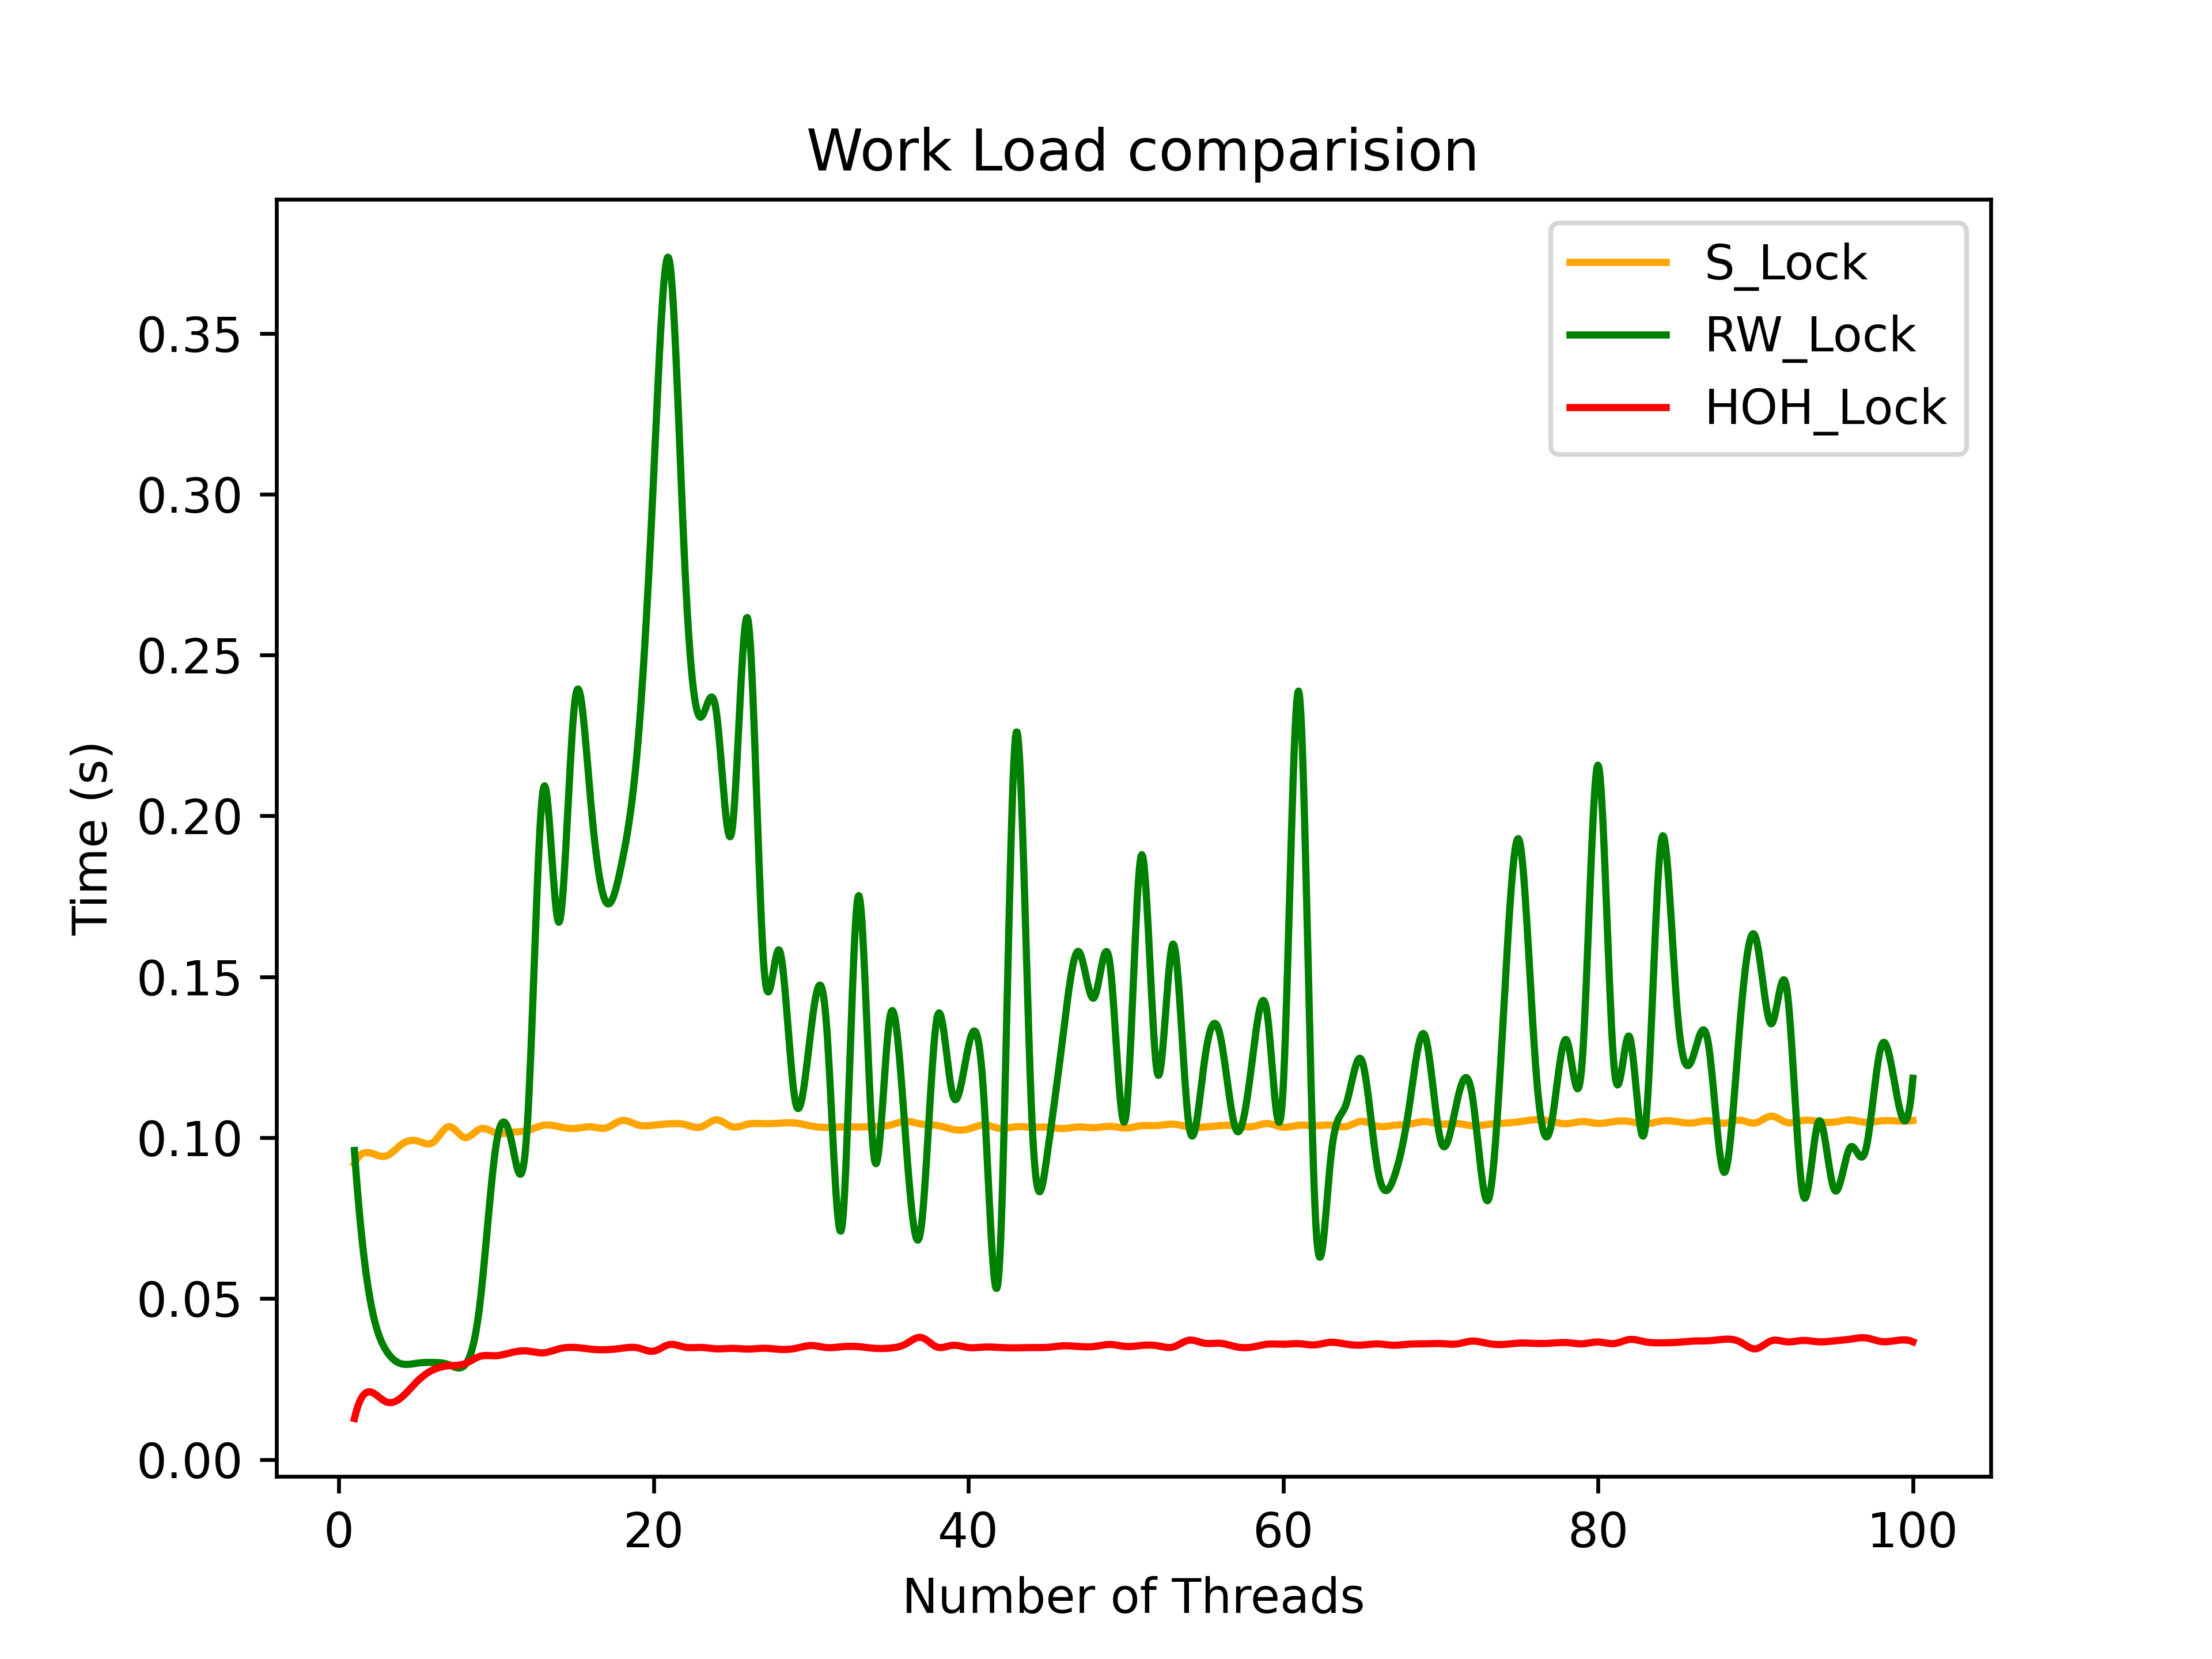 Work Load comparision
S_Lock
RW_Lock
HOH_Lock
Time (s)
0.35
0.30
0.25
0.20
0.15
0.10
0.05
0.00
0 20 40 60 80 100
Number of Threads